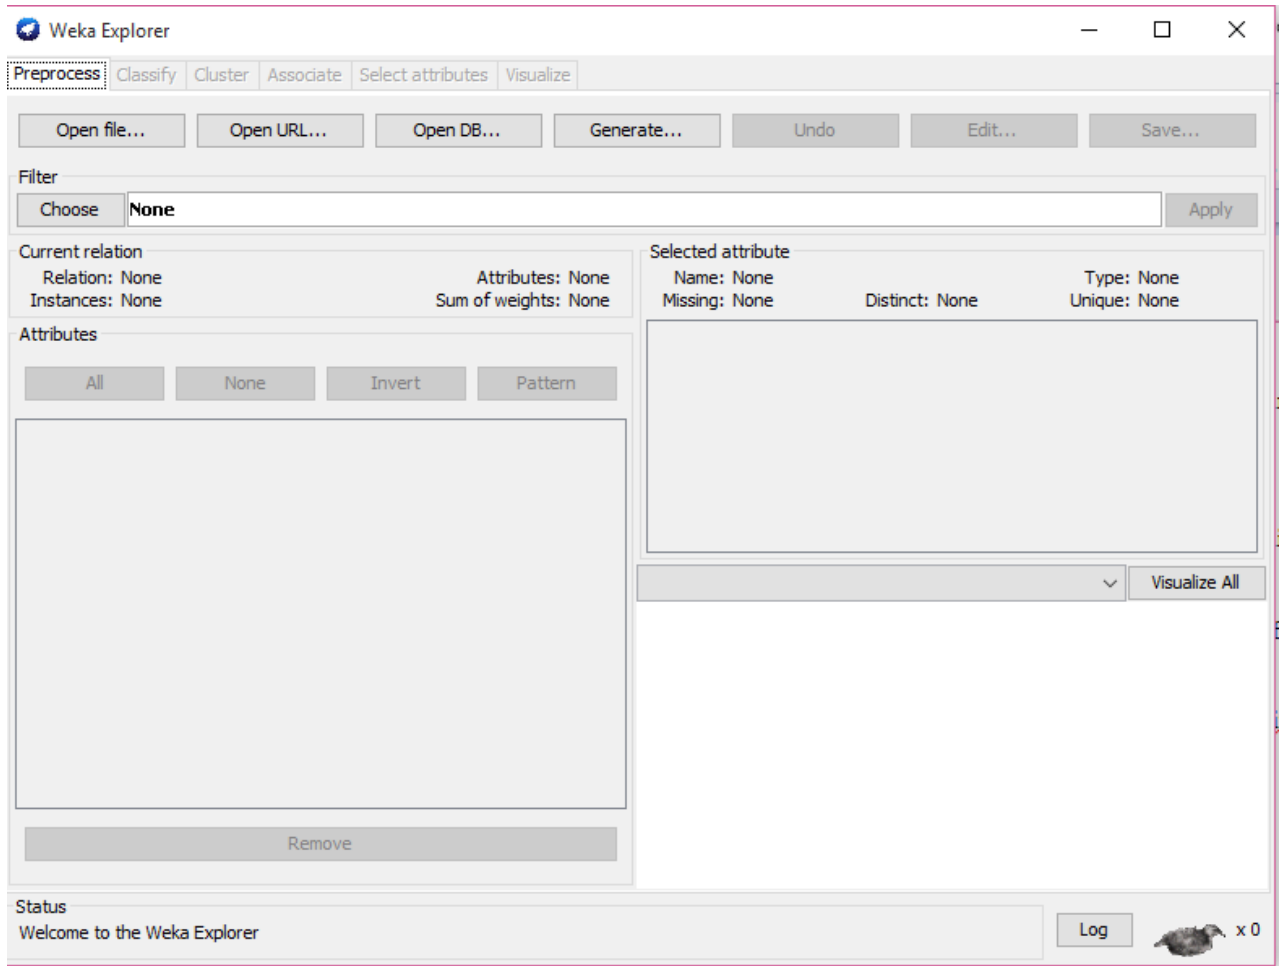 Weka Explorer
Preprocess Classify Cluster Associate Select attributes Visualize
Open file... Open URL... Open DB... Generate... Undo Edit... Save...
Filter
Choose None Apply
Current relation
Relation: None Attributes: None
Instances: None Sum of weights: None
Selected attribute
Name: None Type: None
Missing: None Distinct: None Unique: None
Attributes
All None Invert Pattern
Visualize All
Remove
Status
Welcome to the Weka Explorer
Log x 0